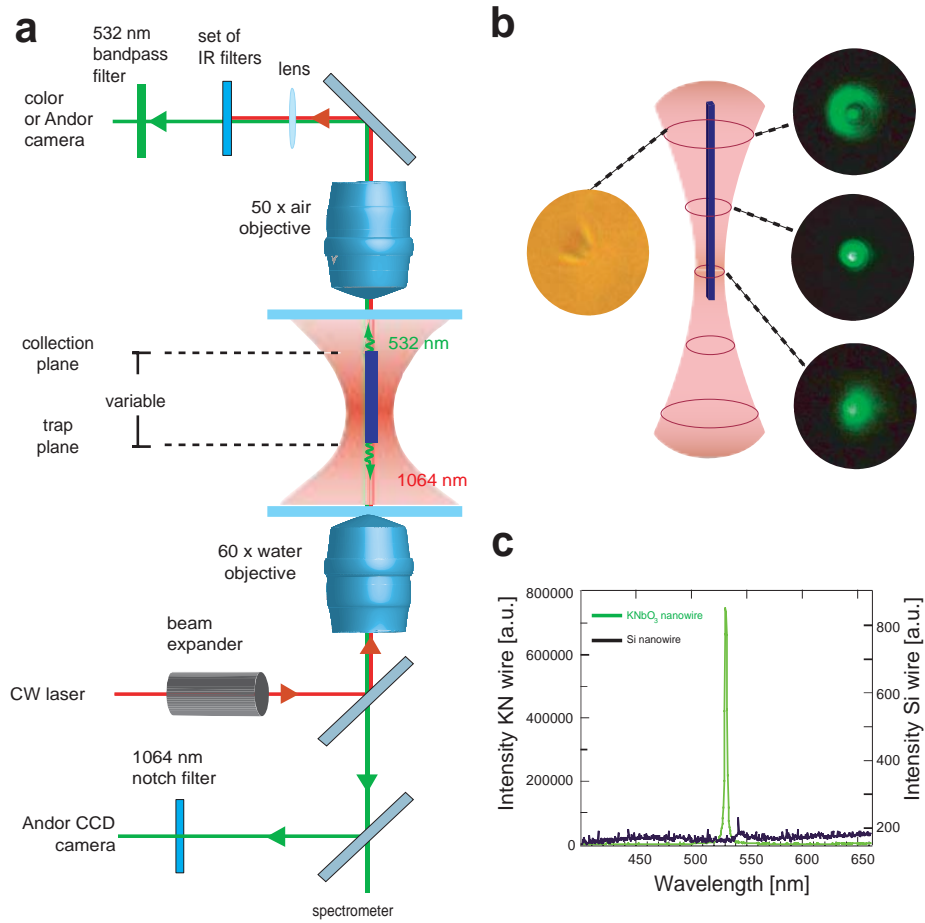 a
532 nm
bandpass
filter
set of
IR filters
lens
color
or Andor
camera
50 x air
objective
collection
plane
532 nm
variable
trap
plane
1064 nm
60 x water
objective
beam
expander
CW laser
1064 nm
notch filter
Andor CCD
camera
spectrometer
b
c
Intensity KN wire [a.u.]
800000
600000
400000
200000
0
KNbO₃ nanowire
Si nanowire
800
600
400
200
Intensity Si wire [a.u.]
450 500 550 600 650
Wavelength [nm]